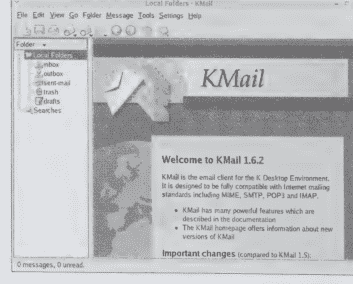 Local Folders - KMail
File Edit View Go Folder Message Tools Settings Help
Folder
Local Folders
inbox
outbox
sent-mail
trash
drafts
Searches
KMail
Welcome to KMail 1.6.2
KMail is the email client for the K Desktop Environment.
It is designed to be fully compatible with Internet mailing
standards including MIME, SMTP, POP3 and IMAP.
• KMail has many powerful features which are
described in the documentation
• The KMail homepage offers information about new
versions of KMail
Important changes (compared to KMail 1.5):
0 messages, 0 unread.